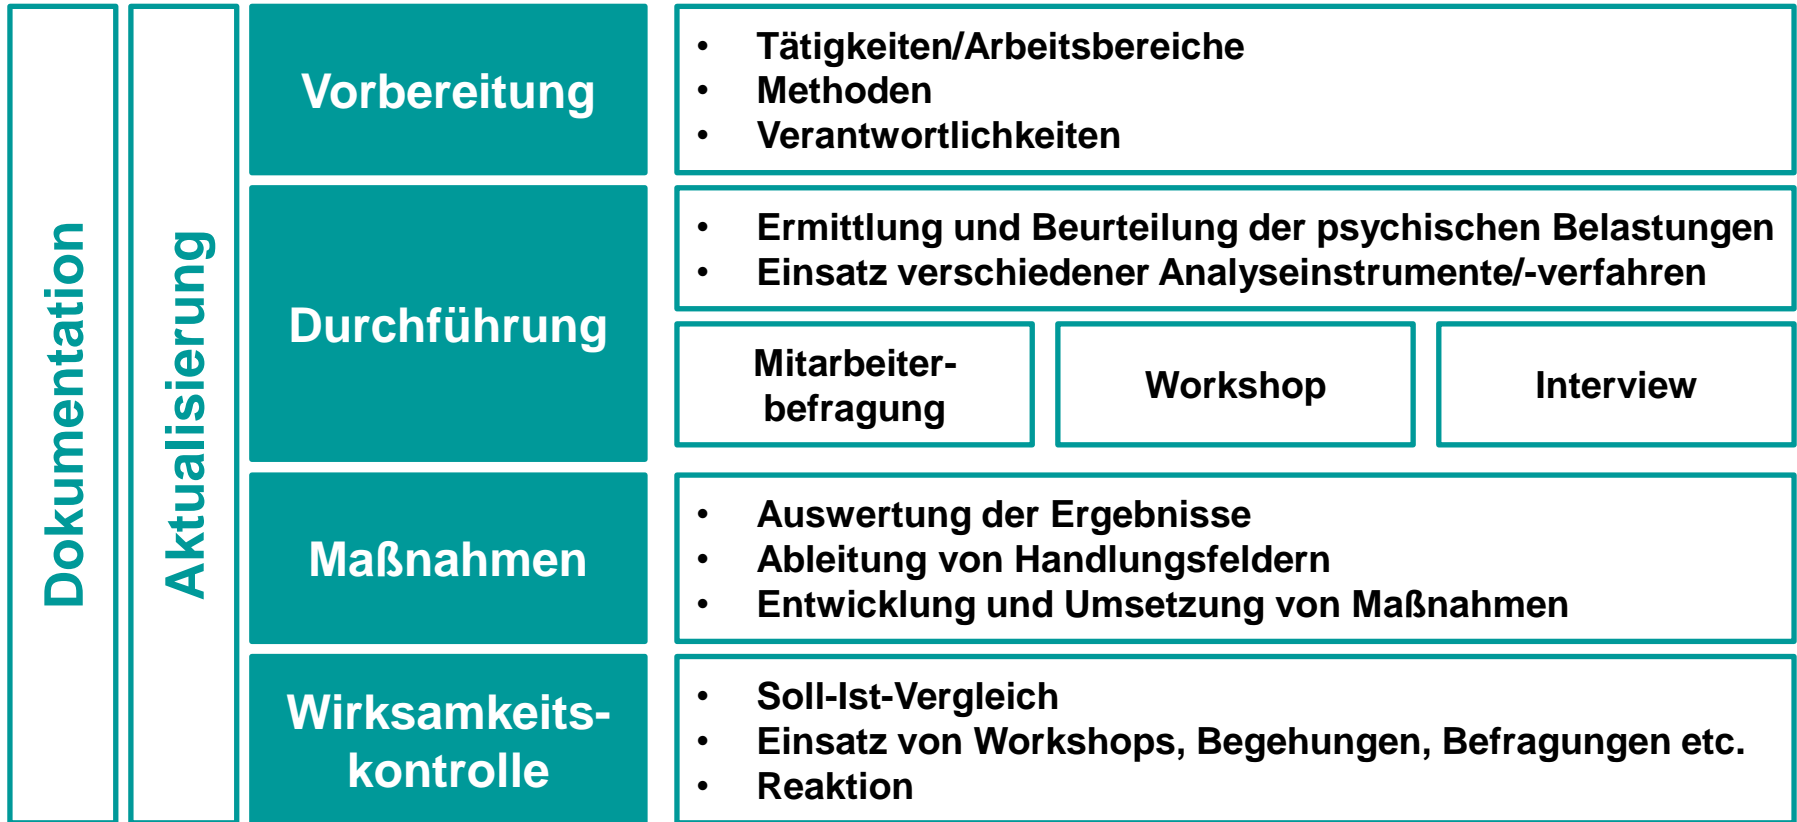 Dokumentation
Aktualisierung
Vorbereitung
• Tätigkeiten/Arbeitsbereiche
• Methoden
• Verantwortlichkeiten
Durchführung
• Ermittlung und Beurteilung der psychischen Belastungen
• Einsatz verschiedener Analyseinstrumente/-verfahren
Mitarbeiter-
befragung
Workshop
Interview
Maßnahmen
• Auswertung der Ergebnisse
• Ableitung von Handlungsfeldern
• Entwicklung und Umsetzung von Maßnahmen
Wirksamkeits-
kontrolle
• Soll-Ist-Vergleich
• Einsatz von Workshops, Begehungen, Befragungen etc.
• Reaktion